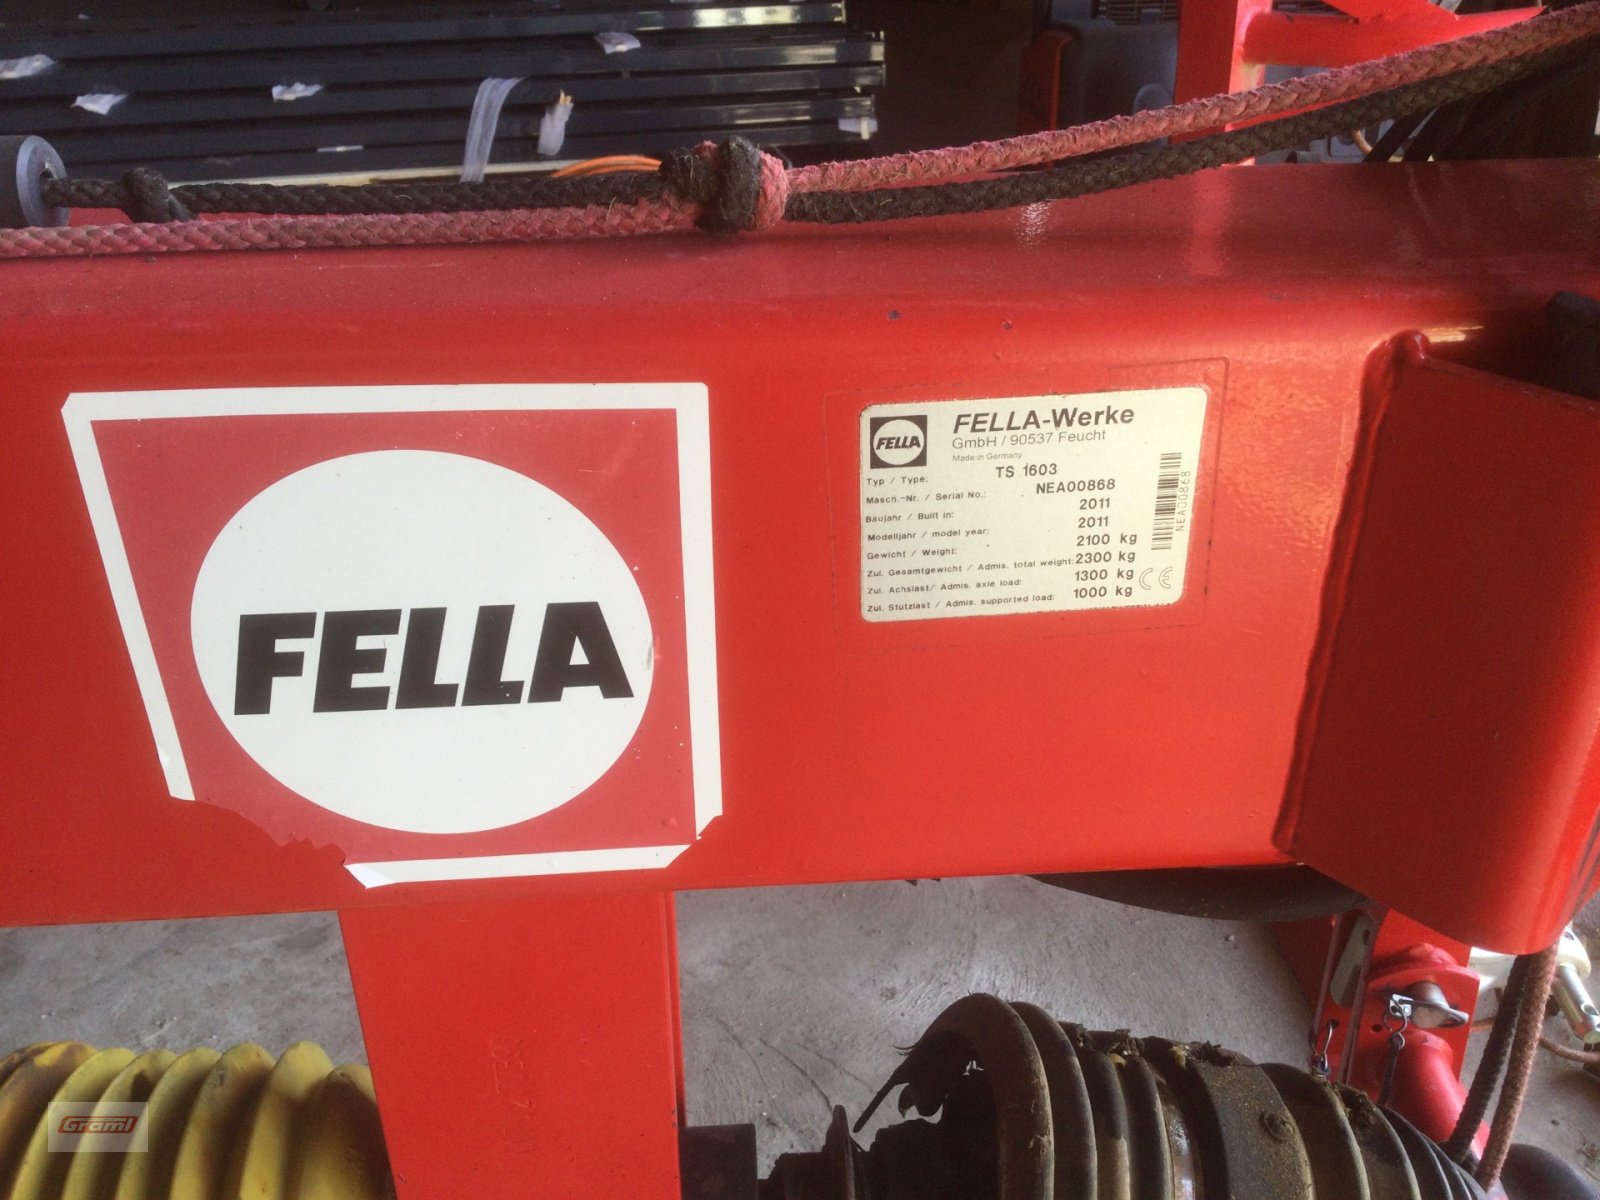 FELLA
FELLA
FELLA-Werke
GmbH / 90537 Feucht
Made in Germany
Typ / Type: TS 1603
Masch.-Nr. / Serial No.: NEA00868
Baujahr / Built in: 2011
Modelljahr / model year: 2011
Gewicht / Weight: 2100 kg
Zul. Gesamtgewicht / Admis. total weight: 2300 kg
Zul. Achslast/ Admis. axle load: 1300 kg
Zul. Stützlast / Admis. supported load: 1000 kg
CE
NEA00868
Graml